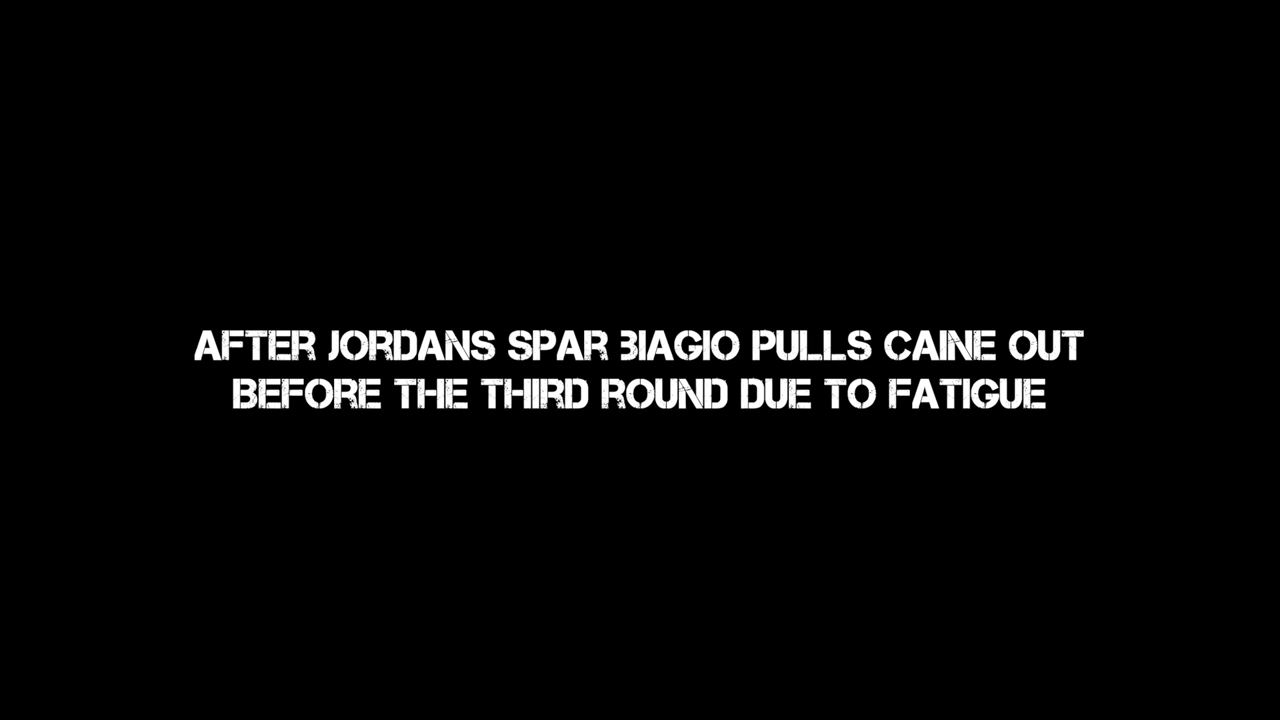 AFTER JORDANS SPAR BIAGIO PULLS CAINE OUT
BEFORE THE THIRD ROUND DUE TO FATIGUE